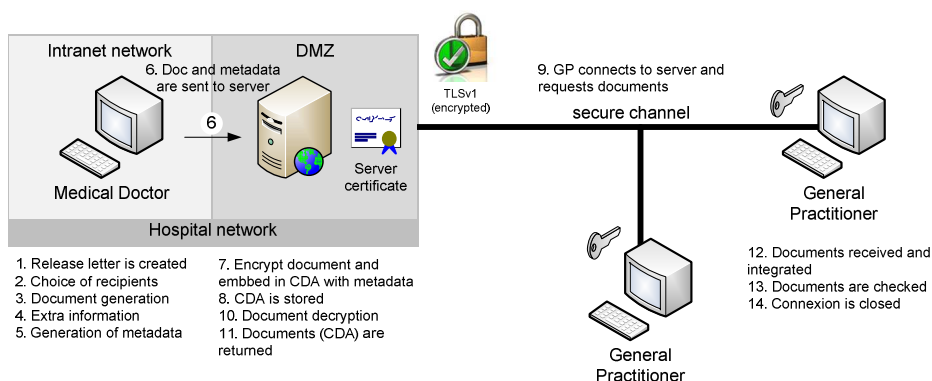 Intranet network
DMZ
6. Doc and metadata
are sent to server
6
Medical Doctor
Server
certificate
Hospital network
TLSv1
(encrypted)
9. GP connects to server and
requests documents
secure channel
General
Practitioner
General
Practitioner
1. Release letter is created
2. Choice of recipients
3. Document generation
4. Extra information
5. Generation of metadata
7. Encrypt document and
embbed in CDA with metadata
8. CDA is stored
10. Document decryption
11. Documents (CDA) are
returned
12. Documents received and
integrated
13. Documents are checked
14. Connexion is closed